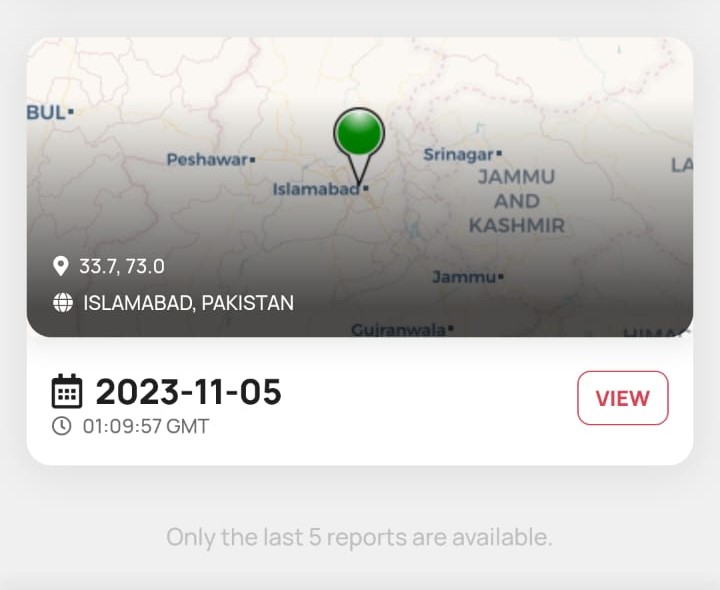 BUL
Peshawar
Srinagar
LA
Islamabad
JAMMU
AND
KASHMIR
33.7, 73.0
Jammu
ISLAMABAD, PAKISTAN
Gujranwala
HIMAC
2023-11-05
VIEW
01:09:57 GMT
Only the last 5 reports are available.